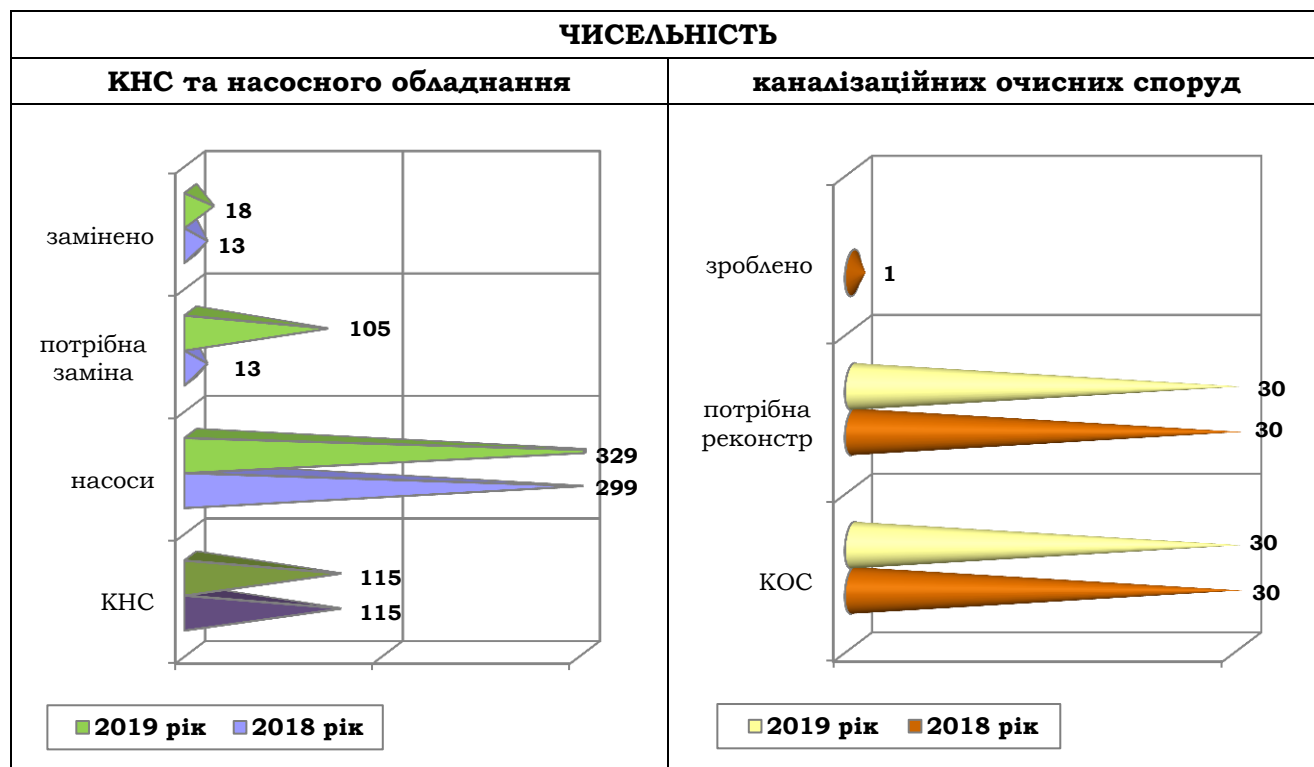 ЧИСЕЛЬНІСТЬ
КНС та насосного обладнання
каналізаційних очисних споруд
замінено
18
13
потрібна
заміна
105
13
насоси
329
299
КНС
115
115
2019 рік 2018 рік
зроблено
1
потрібна
реконстр
30
30
КОС
30
30
2019 рік 2018 рік